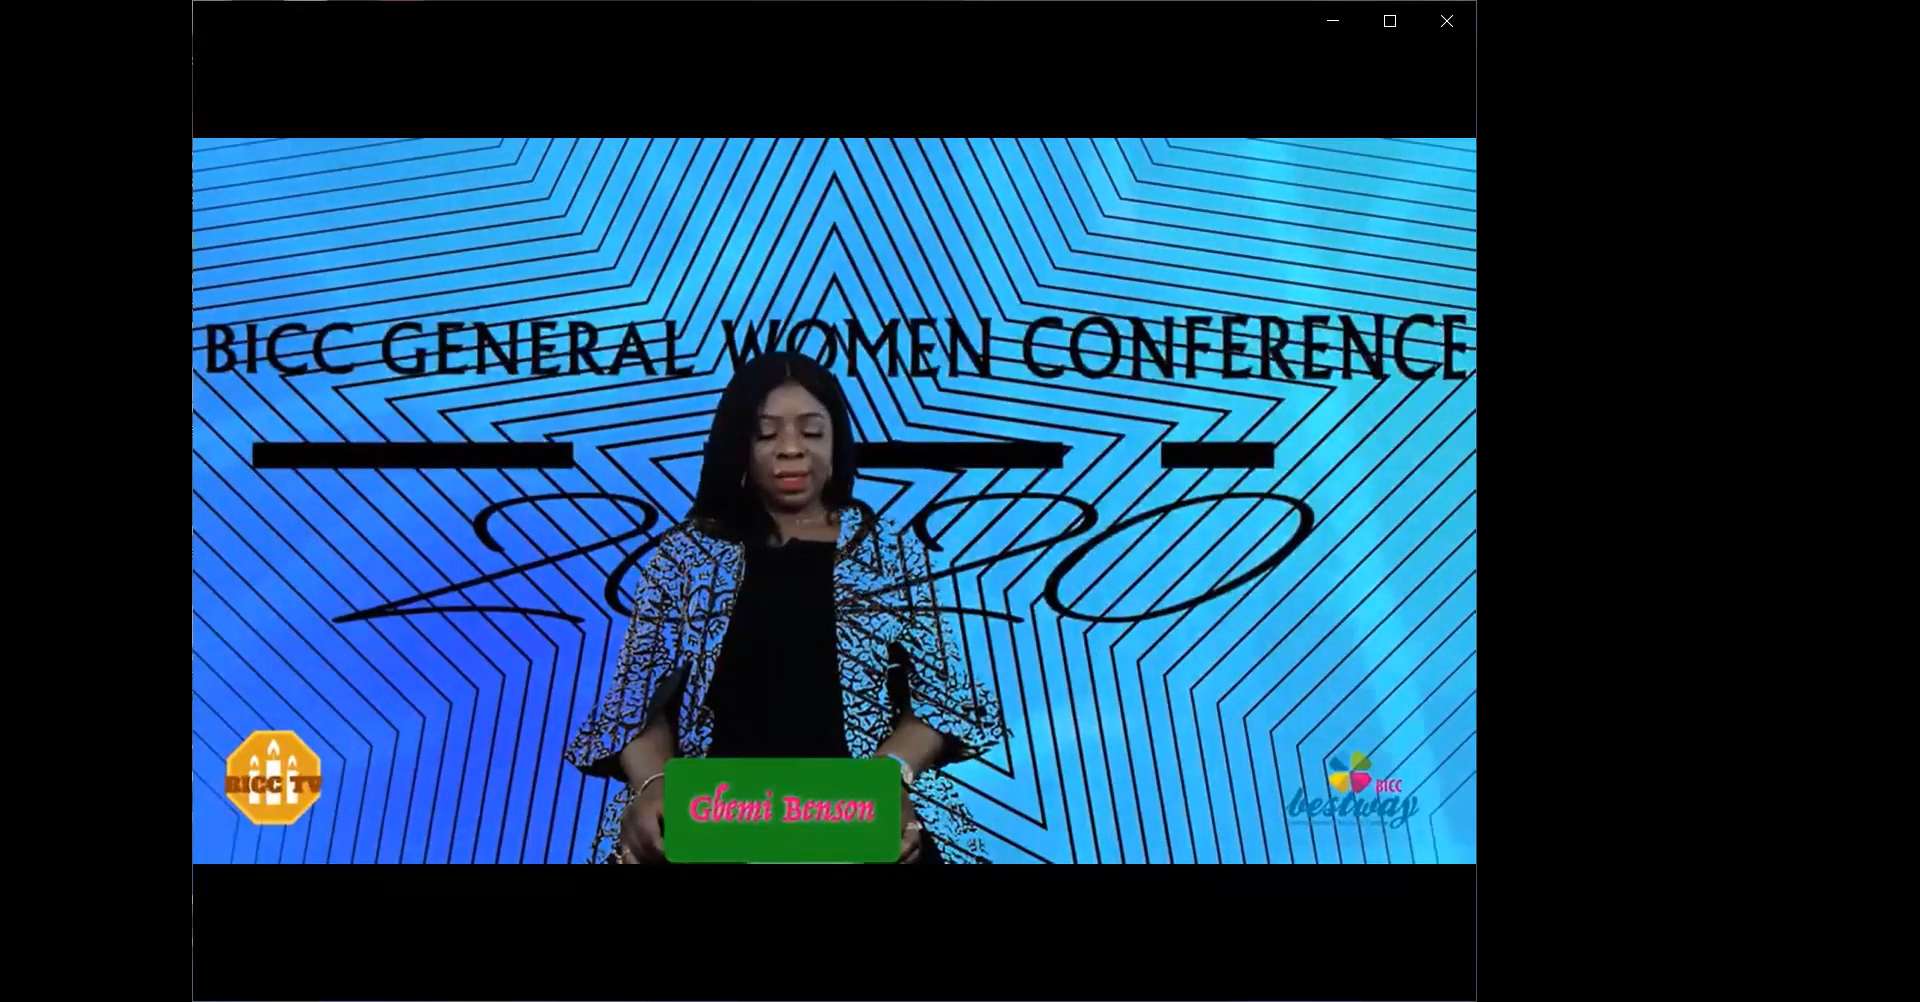 BICC GENERAL WOMEN CONFERENCE
2020
BICC TV
BICC
bestway
Gbemi Benson